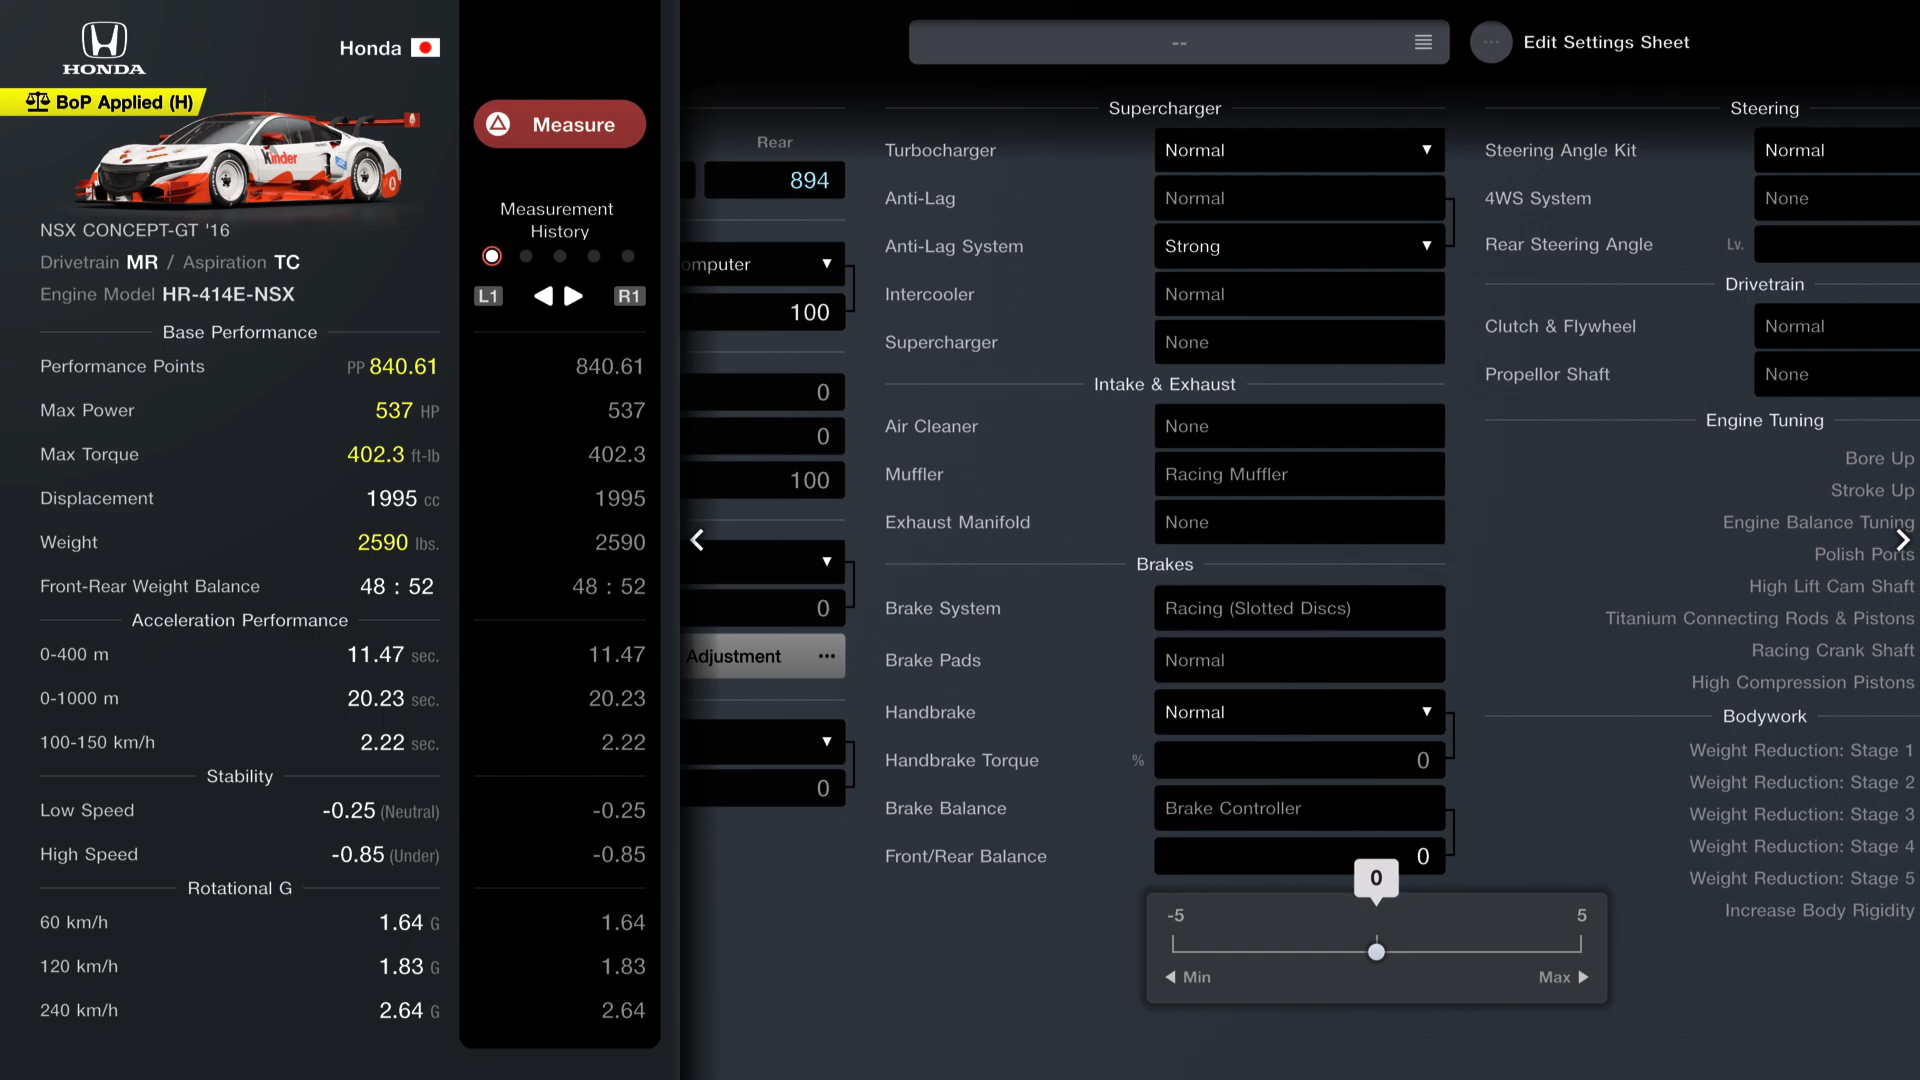 HONDA
Honda
BoP Applied (H)
Kinder
NSX CONCEPT-GT '16
Drivetrain MR / Aspiration TC
Engine Model HR-414E-NSX
Base Performance
Performance Points PP 840.61
Max Power 537 HP
Max Torque 402.3 ft-lb
Displacement 1995 cc
Weight 2590 lbs.
Front-Rear Weight Balance 48 : 52
Acceleration Performance
0-400 m 11.47 sec.
0-1000 m 20.23 sec.
100-150 km/h 2.22 sec.
Stability
Low Speed -0.25 (Neutral)
High Speed -0.85 (Under)
Rotational G
60 km/h 1.64 G
120 km/h 1.83 G
240 km/h 2.64 G
Measure
Measurement
History
L1 R1
840.61
537
402.3
1995
2590
48 : 52
11.47
20.23
2.22
-0.25
-0.85
1.64
1.83
2.64
--
Edit Settings Sheet
Rear
894
omputer
100
0
0
100
0
Adjustment ...
0
Supercharger
Turbocharger Normal
Anti-Lag Normal
Anti-Lag System Strong
Intercooler Normal
Supercharger None
Intake & Exhaust
Air Cleaner None
Muffler Racing Muffler
Exhaust Manifold None
Brakes
Brake System Racing (Slotted Discs)
Brake Pads Normal
Handbrake Normal
Handbrake Torque % 0
Brake Balance Brake Controller
Front/Rear Balance 0
0
-5 5
Min Max
Steering
Steering Angle Kit Normal
4WS System None
Rear Steering Angle Lv.
Drivetrain
Clutch & Flywheel Normal
Propellor Shaft None
Engine Tuning
Bore Up
Stroke Up
Engine Balance Tuning
Polish Ports
High Lift Cam Shaft
Titanium Connecting Rods & Pistons
Racing Crank Shaft
High Compression Pistons
Bodywork
Weight Reduction: Stage 1
Weight Reduction: Stage 2
Weight Reduction: Stage 3
Weight Reduction: Stage 4
Weight Reduction: Stage 5
Increase Body Rigidity